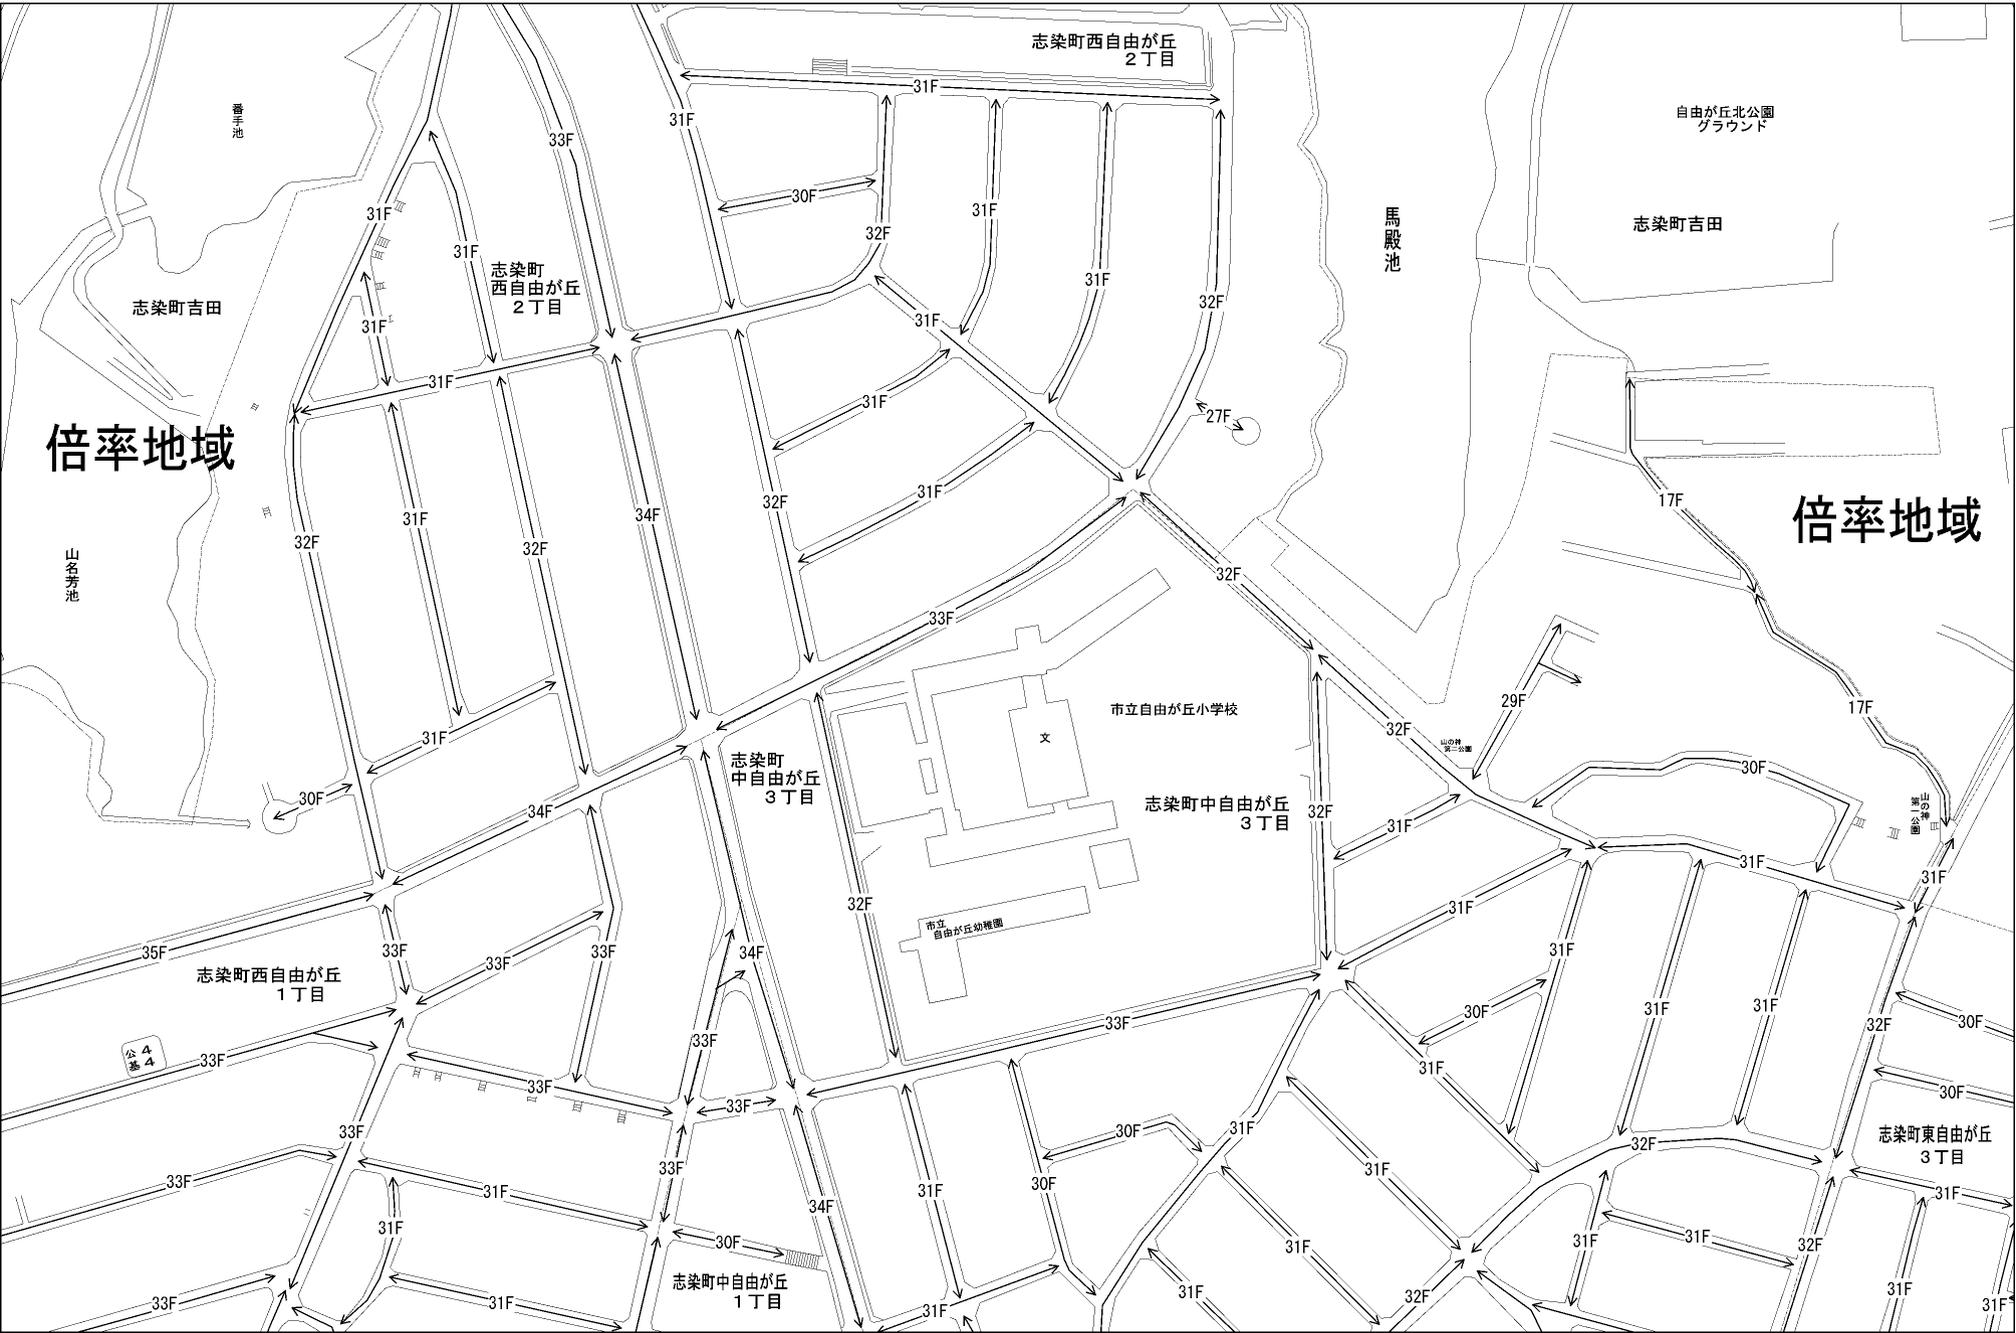 志染町西自由が丘
２丁目
31F
番手池
31F
33F
自由が丘北公園
グラウンド
30F
31F
31F
32F
馬殿池
志染町吉田
31F
志染町
西自由が丘
２丁目
31F
32F
志染町吉田
31F
31F
31F
31F
27F
倍率地域
31F
32F
34F
31F
17F
倍率地域
31F
32F
32F
山名芳池
32F
33F
29F
17F
市立自由が丘小学校
文
32F
山の神
第二公園
31F
志染町
中自由が丘
３丁目
30F
30F
34F
志染町中自由が丘
３丁目
32F
31F
山の神
第一公園
31F
31F
32F
31F
市立
自由が丘幼稚園
35F
33F
33F
33F
34F
31F
志染町西自由が丘
１丁目
31F
31F
30F
30F
33F
32F
公４
基４
33F
33F
31F
33F
33F
30F
33F
30F
31F
32F
志染町東自由が丘
３丁目
33F
31F
33F
31F
31F
30F
31F
34F
31F
30F
31F
31F
31F
32F
志染町中自由が丘
１丁目
31F
31F
33F
31F
31F
32F
31F